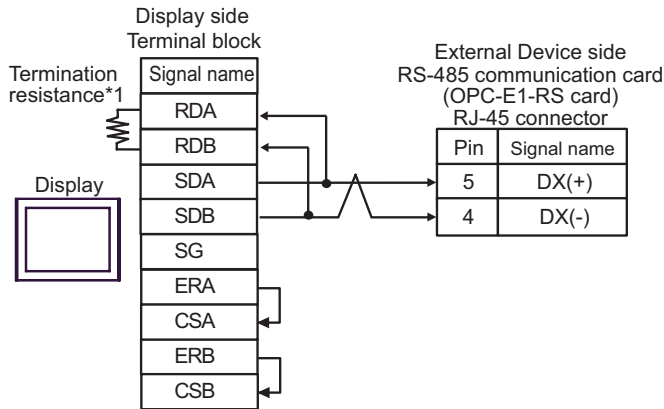 Display side
Terminal block
External Device side
RS-485 communication card
(OPC-E1-RS card)
RJ-45 connector
Termination
resistance*1
Display
Signal name
RDA
RDB
SDA
SDB
SG
ERA
CSA
ERB
CSB
Pin Signal name
5 DX(+)
4 DX(-)